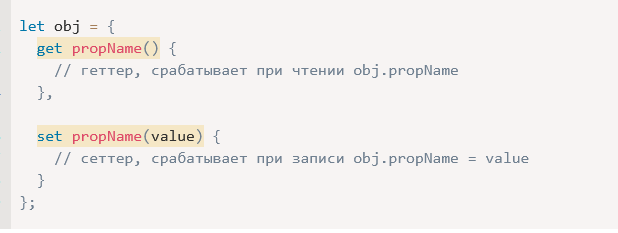 let obj = {
get propName() {
// геттер, срабатывает при чтении obj.propName
},
set propName(value) {
// сеттер, срабатывает при записи obj.propName = value
}
};